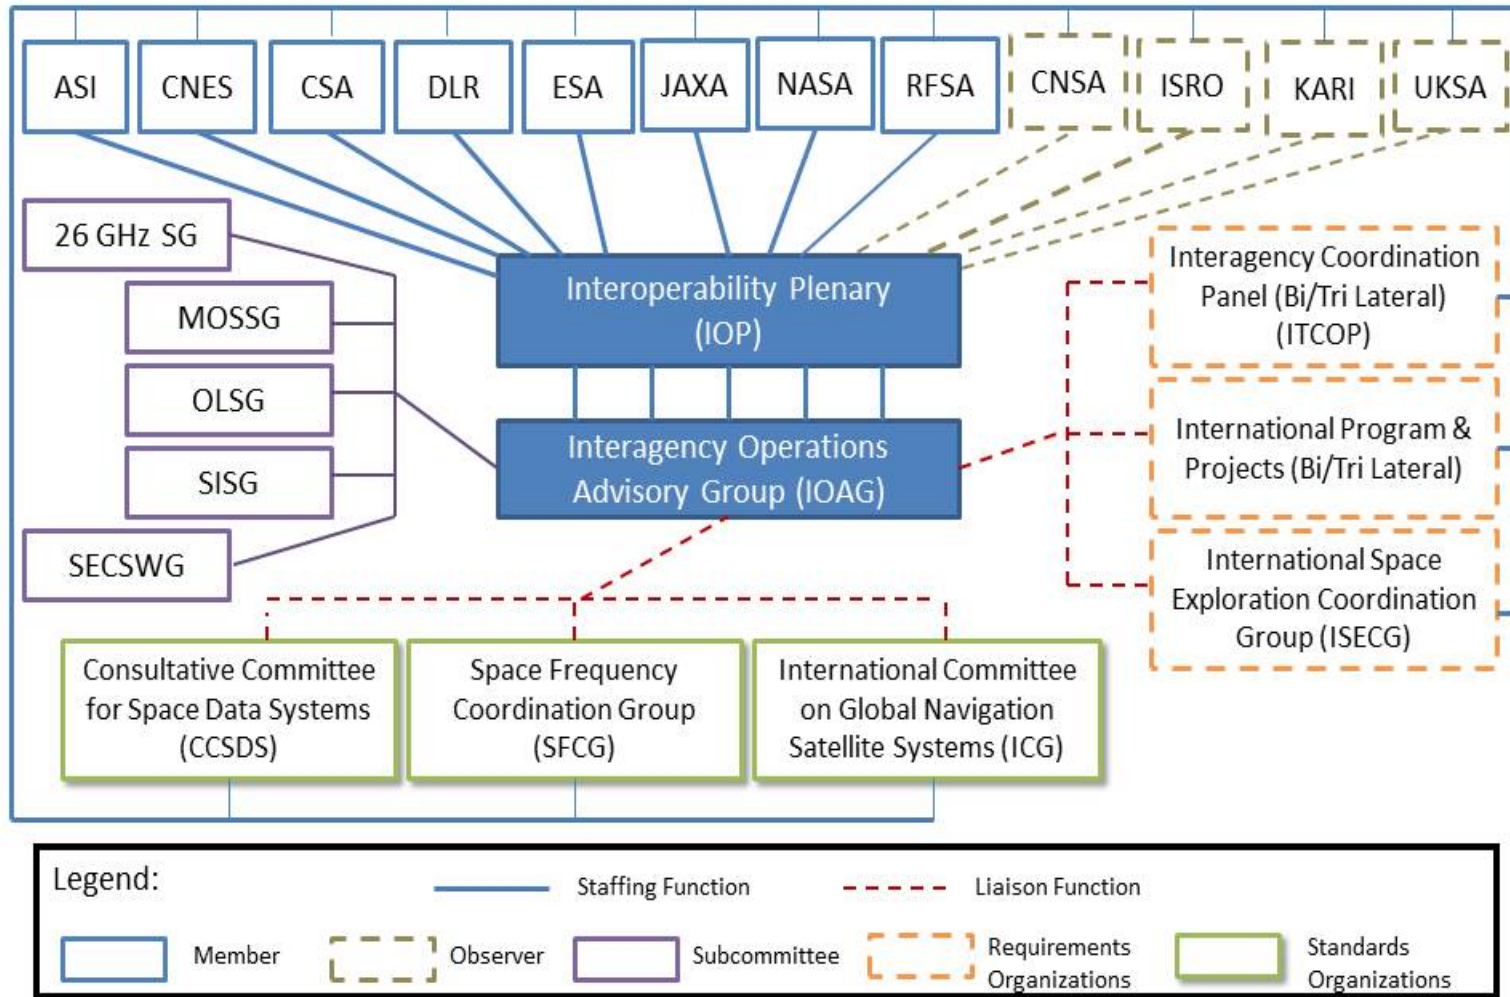 ASI
CNES
CSA
DLR
ESA
JAXA
NASA
RFSA
CNSA
ISRO
KARI
UKSA
26 GHz SG
MOSSG
OLSG
SISG
SECSWG
Interoperability Plenary
(IOP)
Interagency Operations
Advisory Group (IOAG)
Interagency Coordination
Panel (Bi/Tri Lateral)
(ITCOP)
International Program &
Projects (Bi/Tri Lateral)
International Space
Exploration Coordination
Group (ISECG)
Consultative Committee
for Space Data Systems
(CCSDS)
Space Frequency
Coordination Group
(SFCG)
International Committee
on Global Navigation
Satellite Systems (ICG)
Legend:
Staffing Function
Liaison Function
Member
Observer
Subcommittee
Requirements
Organizations
Standards
Organizations